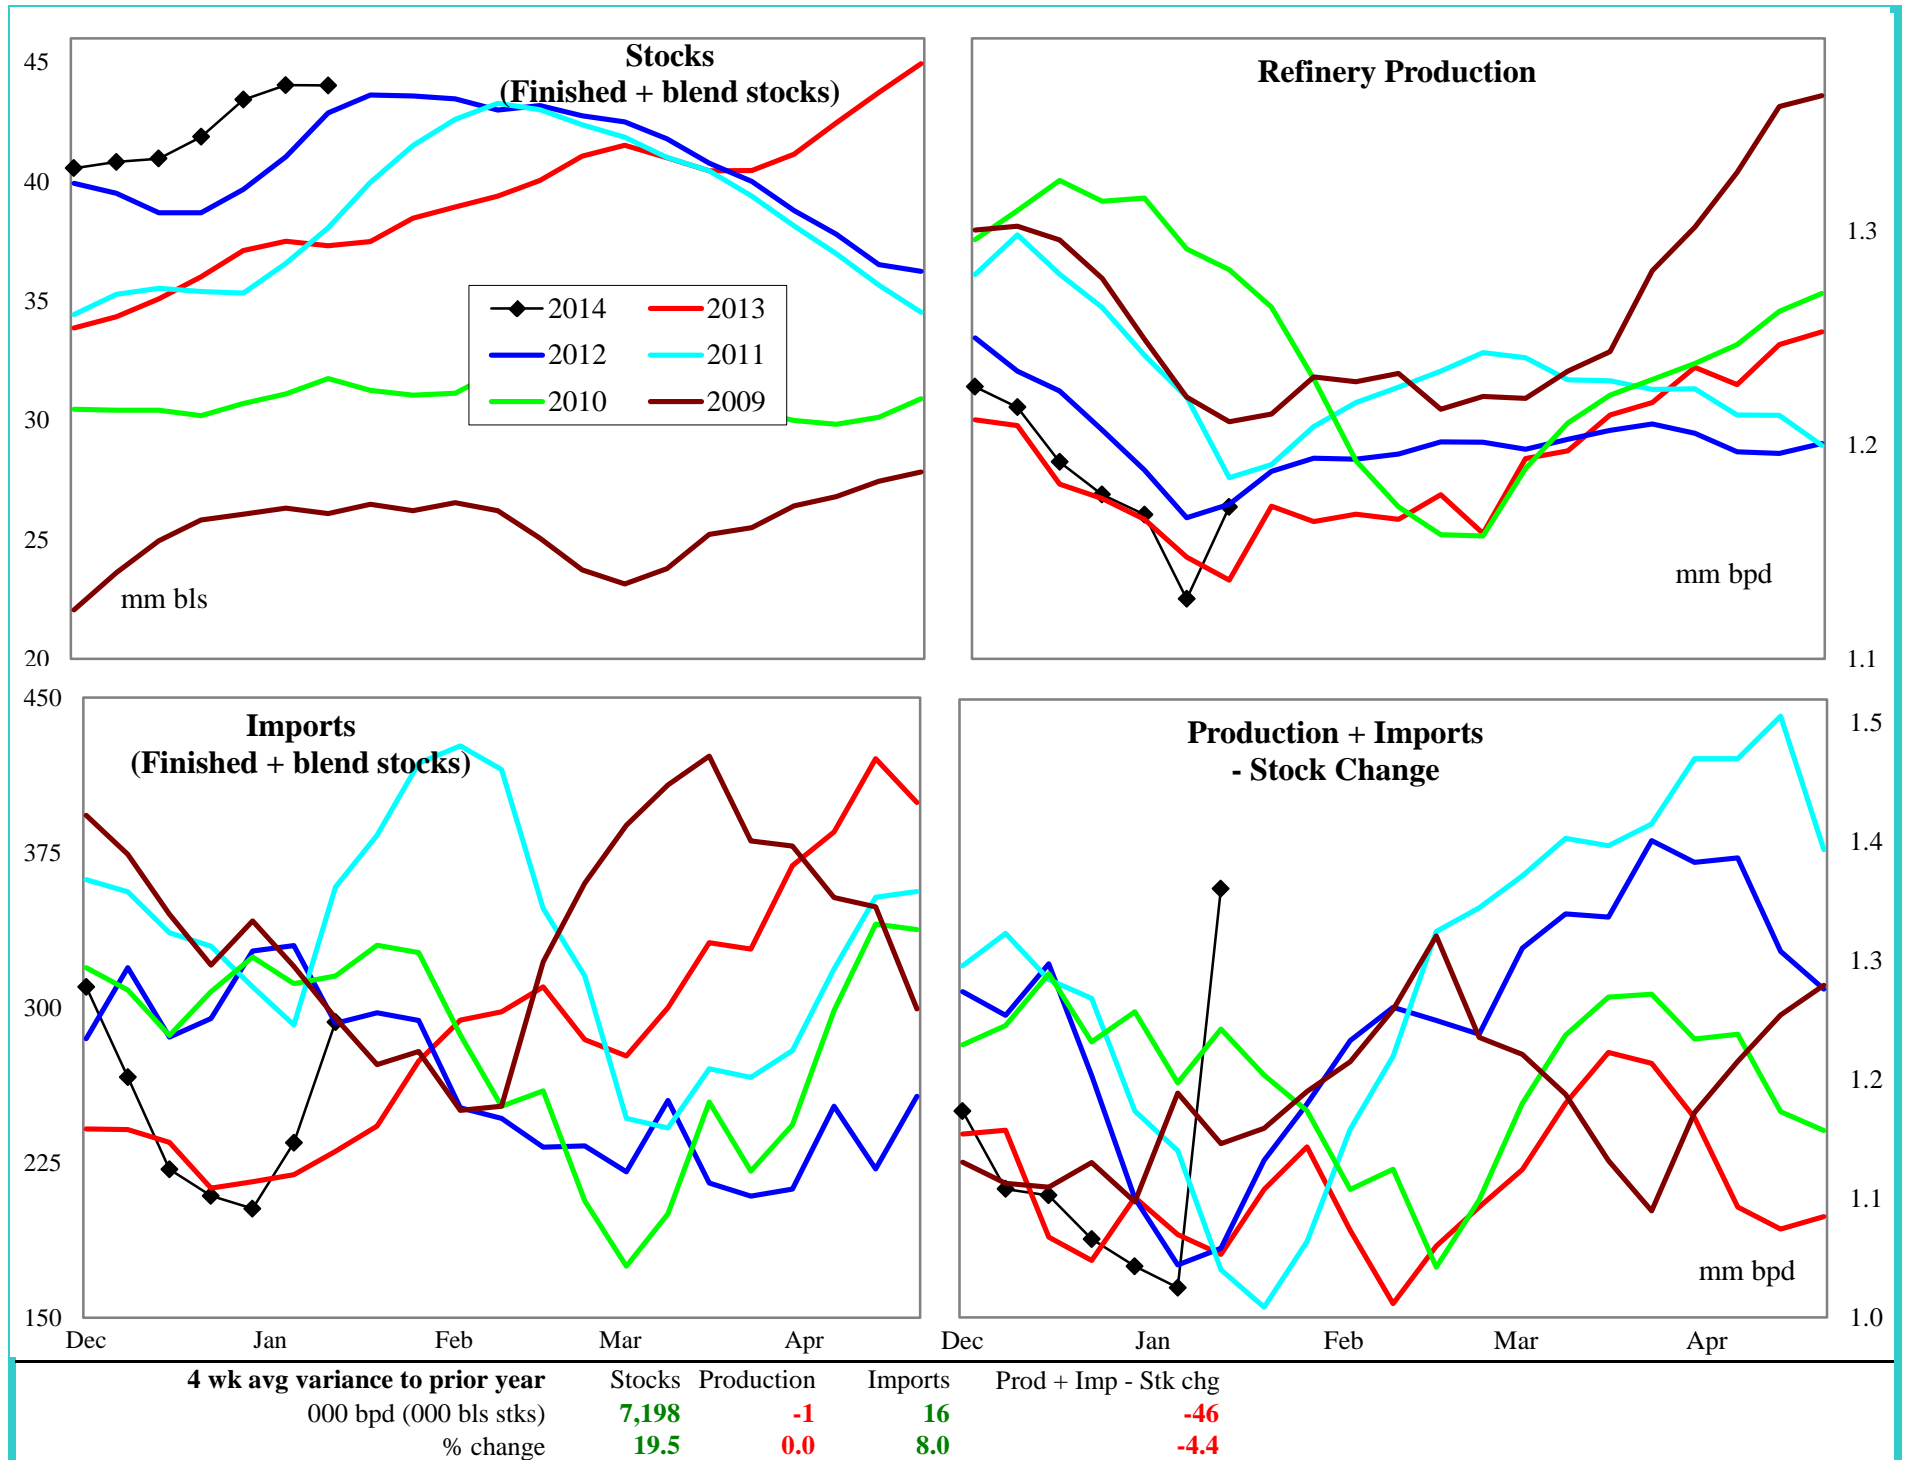 Stocks
(Finished + blend stocks)
45
40
35
30
25
20
2014 2013
2012 2011
2010 2009
mm bls
Refinery Production
1.3
1.2
1.1
mm bpd
Imports
(Finished + blend stocks)
450
375
300
225
150
Dec Jan Feb Mar Apr
Production + Imports
- Stock Change
1.5
1.4
1.3
1.2
1.1
1.0
mm bpd
Dec Jan Feb Mar Apr
4 wk avg variance to prior year Stocks Production Imports Prod + Imp - Stk chg
000 bpd (000 bls stks) 7,198 -1 16 -46
% change 19.5 0.0 8.0 -4.4